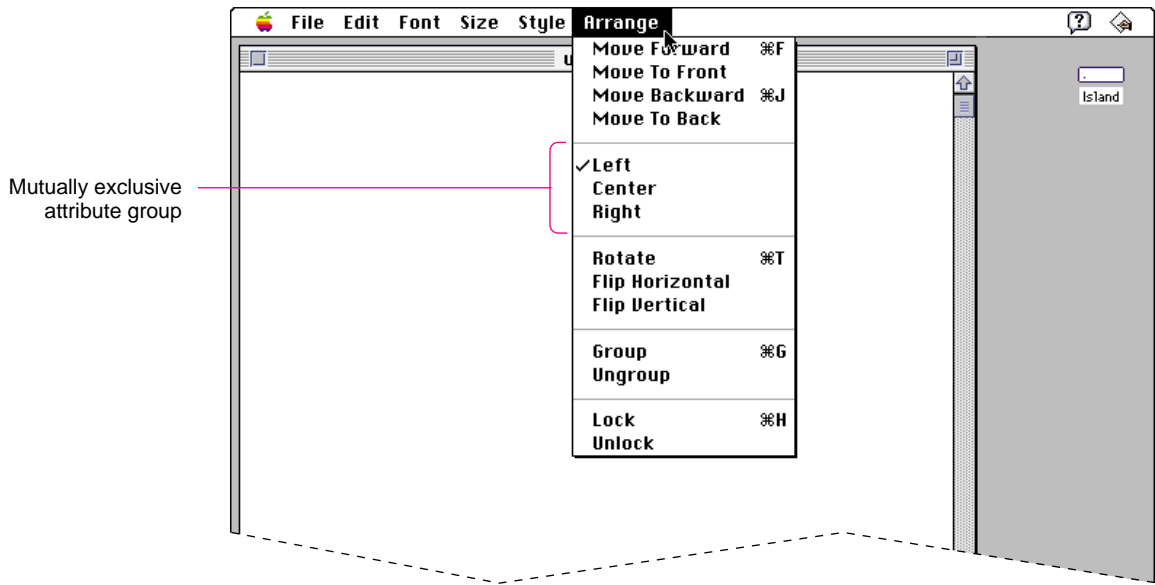 File Edit Font Size Style Arrange
Move Forward ⌘F
Move To Front
Move Backward ⌘J
Move To Back
✓Left
Center
Right
Rotate ⌘T
Flip Horizontal
Flip Vertical
Group ⌘G
Ungroup
Lock ⌘H
Unlock
Island
Mutually exclusive
attribute group